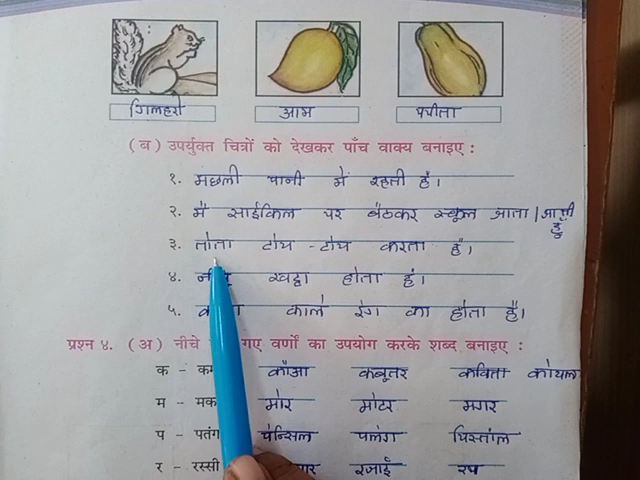 गिलहरी आम पपीता
( ब ) उपर्युक्त चित्रों को देखकर पाँच वाक्य बनाइए :
१. मछली पानी में रहती हैं।
२. मैं साईकिल पर बैठकर स्कूल जाता / जाती हूँ
३. तोता टोय - टोय करता है।
४. खट्टा होता हैं।
५. काले रंग का होता है।
प्रश्न ४. ( अ ) नीचे गए वर्णों का उपयोग करके शब्द बनाइए :
क - कौआ कबूतर कविता कोयल
म - मोर मोटर मगर
प - पतंग पेन्सिल पलंग पिस्तौल
र - रस्सी रजाई रथ